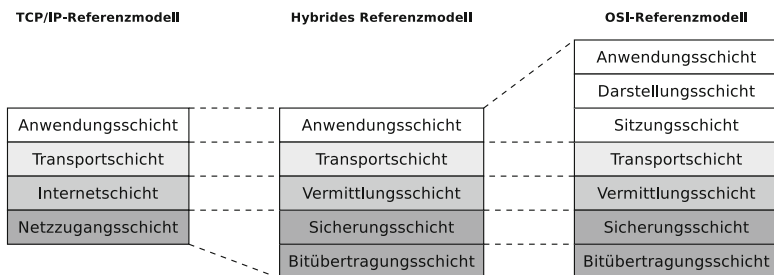 TCP/IP-Referenzmodell
Anwendungsschicht
Transportschicht
Internetschicht
Netzzugangsschicht
Hybrides Referenzmodell
Anwendungsschicht
Transportschicht
Vermittlungsschicht
Sicherungsschicht
Bitübertragungsschicht
OSI-Referenzmodell
Anwendungsschicht
Darstellungsschicht
Sitzungsschicht
Transportschicht
Vermittlungsschicht
Sicherungsschicht
Bitübertragungsschicht